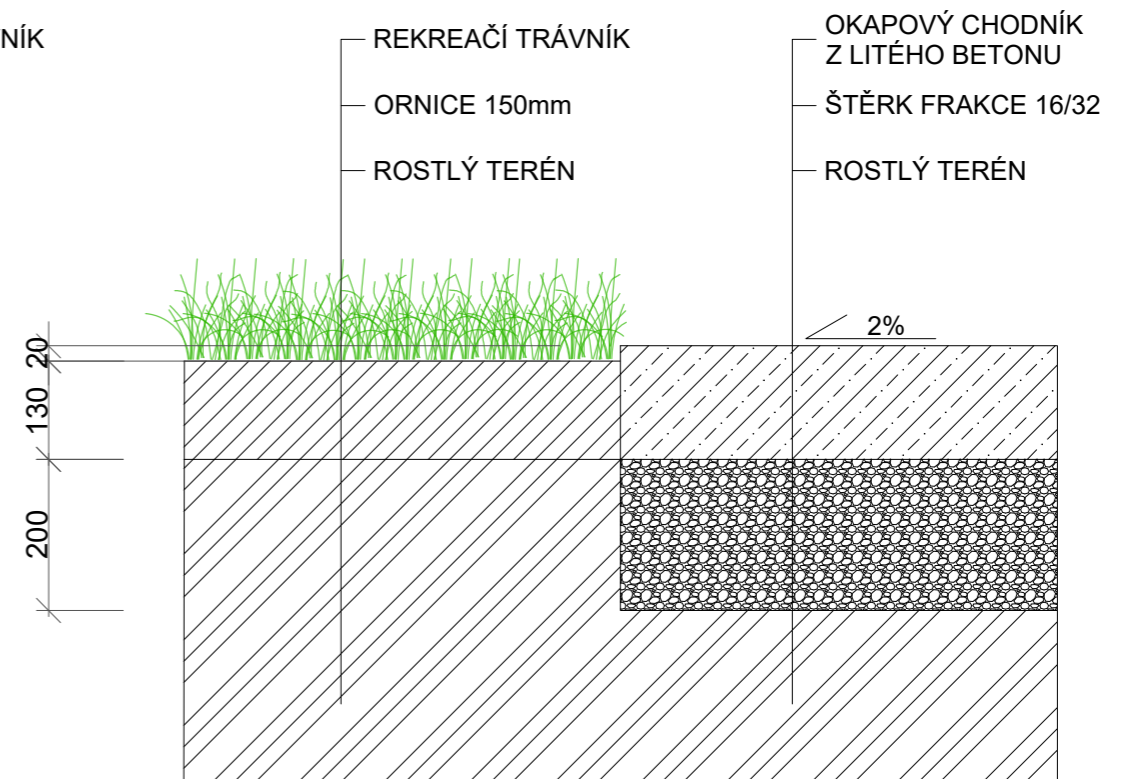 NÍK
REKREAČÍ TRÁVNÍK
ORNICE 150mm
ROSTLÝ TERÉN
OKAPOVÝ CHODNÍK
Z LITÉHO BETONU
ŠTĚRK FRAKCE 16/32
ROSTLÝ TERÉN
2%
20
130
200